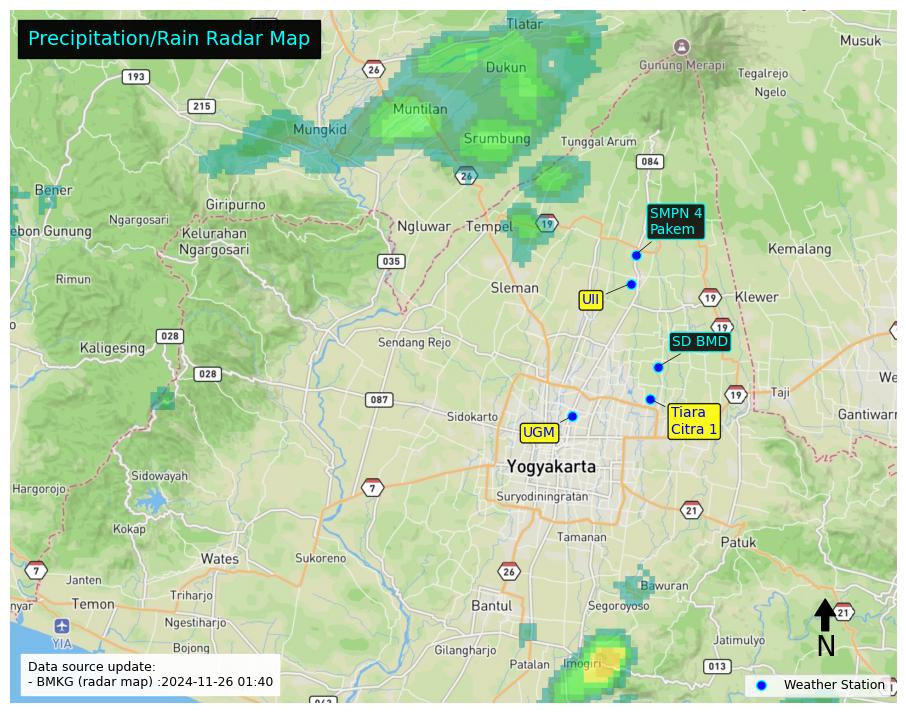 Precipitation/Rain Radar Map
Tlatar
Musuk
26
193
Dukun
Gunung Merapi
Tegalrejo
Ngelo
215
Muntilan
Mungkid
Srumbung
Tunggal Arum
084
26
Bener
Giripurno
Ngargosari
SMPN 4
Pakem
ebon Gunung
Kelurahan
Ngargosari
Ngluwar
Tempel
19
Kemalang
035
Rimun
Sleman
UII
19
Klewer
19
028
Kaligesing
Sendang Rejo
SD BMD
028
We
087
Sidokarto
19
Taji
Gantiwarn
Tiara
Citra 1
UGM
Yogyakarta
Sidowayah
Hargorojo
7
Suryodiningratan
21
Kokap
Tamanan
Patuk
Wates
Sukoreno
7
Janten
26
Bawuran
Triharjo
Temon
nyar
Bantul
Segoroyoso
21
Ngestiharjo
YIA
N
Jatimulyo
Bojong
Gilangharjo
Patalan
Imogiri
013
Data source update:
- BMKG (radar map) :2024-11-26 01:40
Weather Station